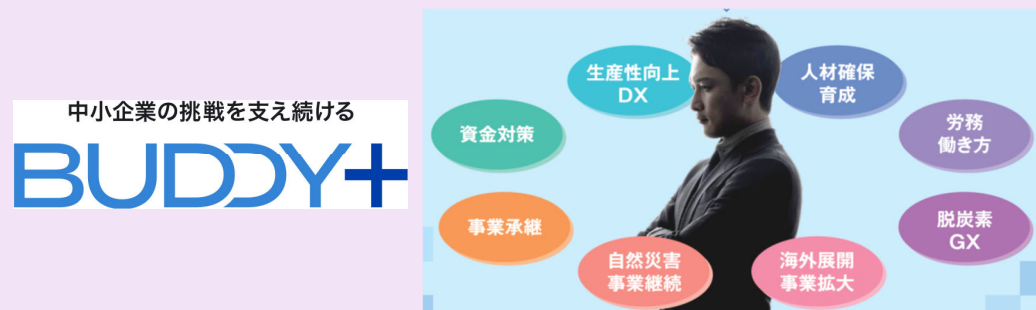 中小企業の挑戦を支え続ける
BUDDY+
生産性向上
DX
人材確保
育成
資金対策
労務
働き方
事業承継
脱炭素
GX
自然災害
事業継続
海外展開
事業拡大